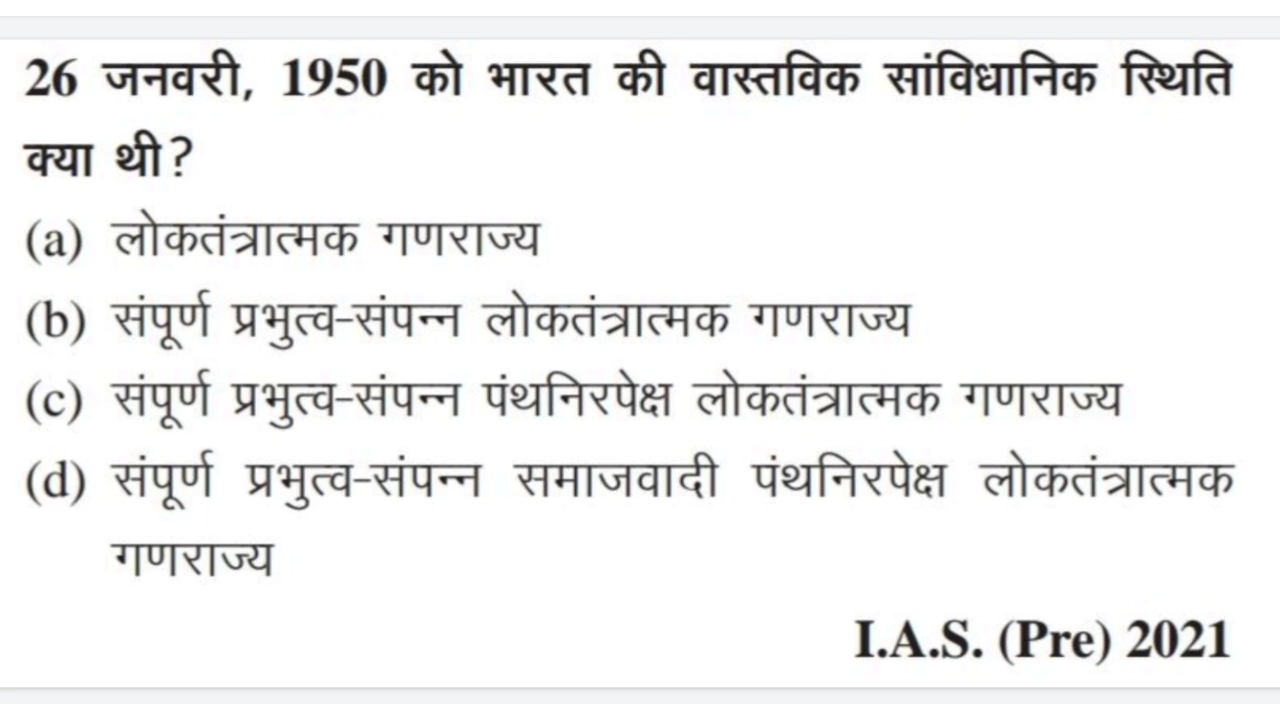 26 जनवरी, 1950 को भारत की वास्तविक सांविधानिक स्थिति
क्या थी?
(a) लोकतंत्रात्मक गणराज्य
(b) संपूर्ण प्रभुत्व-संपन्न लोकतंत्रात्मक गणराज्य
(c) संपूर्ण प्रभुत्व-संपन्न पंथनिरपेक्ष लोकतंत्रात्मक गणराज्य
(d) संपूर्ण प्रभुत्व-संपन्न समाजवादी पंथनिरपेक्ष लोकतंत्रात्मक
गणराज्य
I.A.S. (Pre) 2021